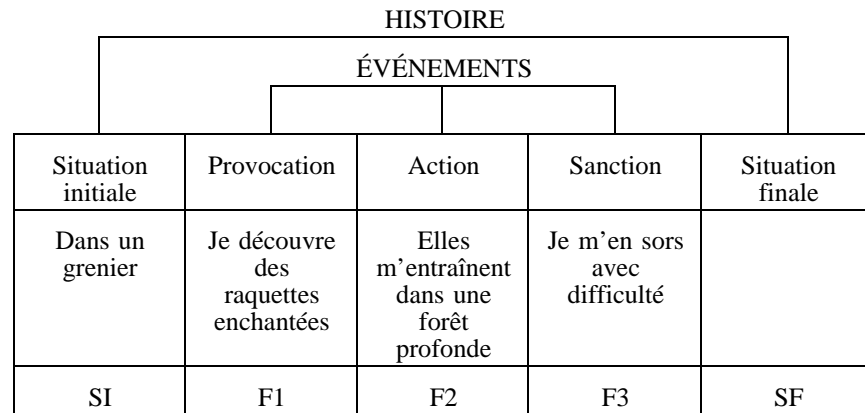 HISTOIRE
ÉVÉNEMENTS
Situation
initiale
Provocation
Action
Sanction
Situation
finale
Dans un
grenier
Je découvre
des
raquettes
enchantées
Elles
m'entraînent
dans une
forêt
profonde
Je m'en sors
avec
difficulté
SI
F1
F2
F3
SF